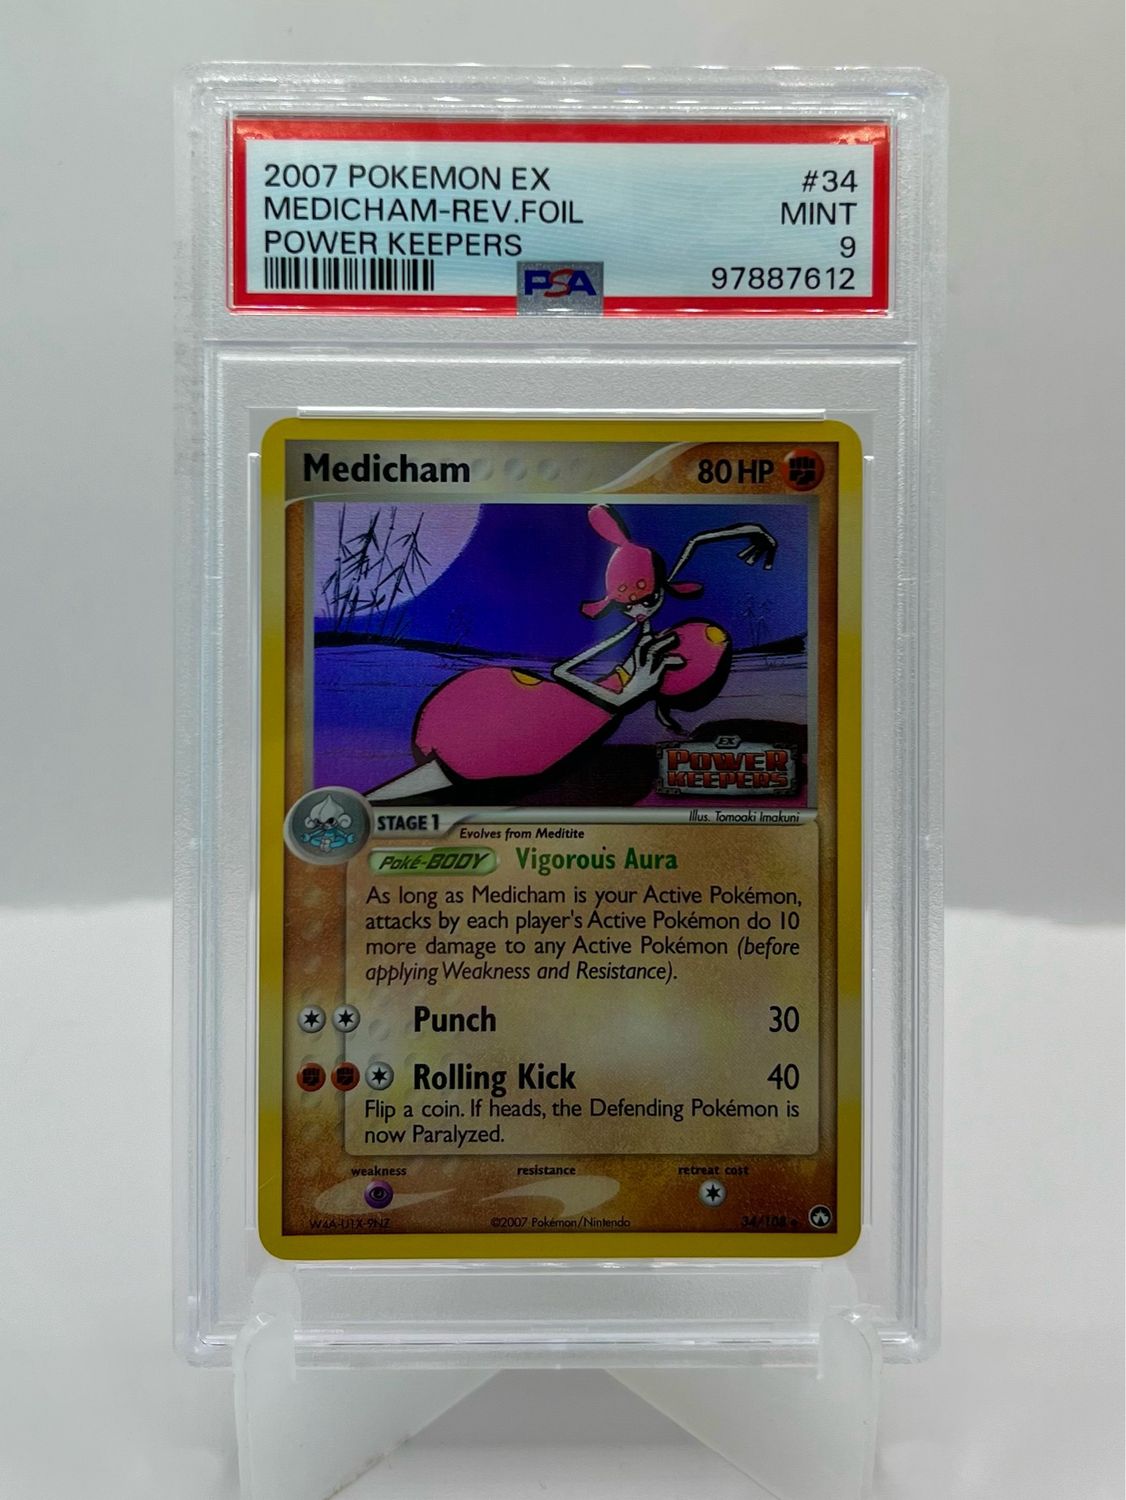 2007 POKEMON EX #34
MEDICHAM-REV.FOIL MINT
POWER KEEPERS 9
PSA 97887612
Medicham 80 HP
EX
POWER
KEEPERS
Illus. Tomoaki Imakuni
STAGE 1 Evolves from Meditite
Poké-BODY Vigorous Aura
As long as Medicham is your Active Pokémon,
attacks by each player's Active Pokémon do 10
more damage to any Active Pokémon (before
applying Weakness and Resistance).
Punch 30
Rolling Kick 40
Flip a coin. If heads, the Defending Pokémon is
now Paralyzed.
weakness resistance retreat cost
W4A-U1X-9NZ ©2007 Pokémon/Nintendo 34/108